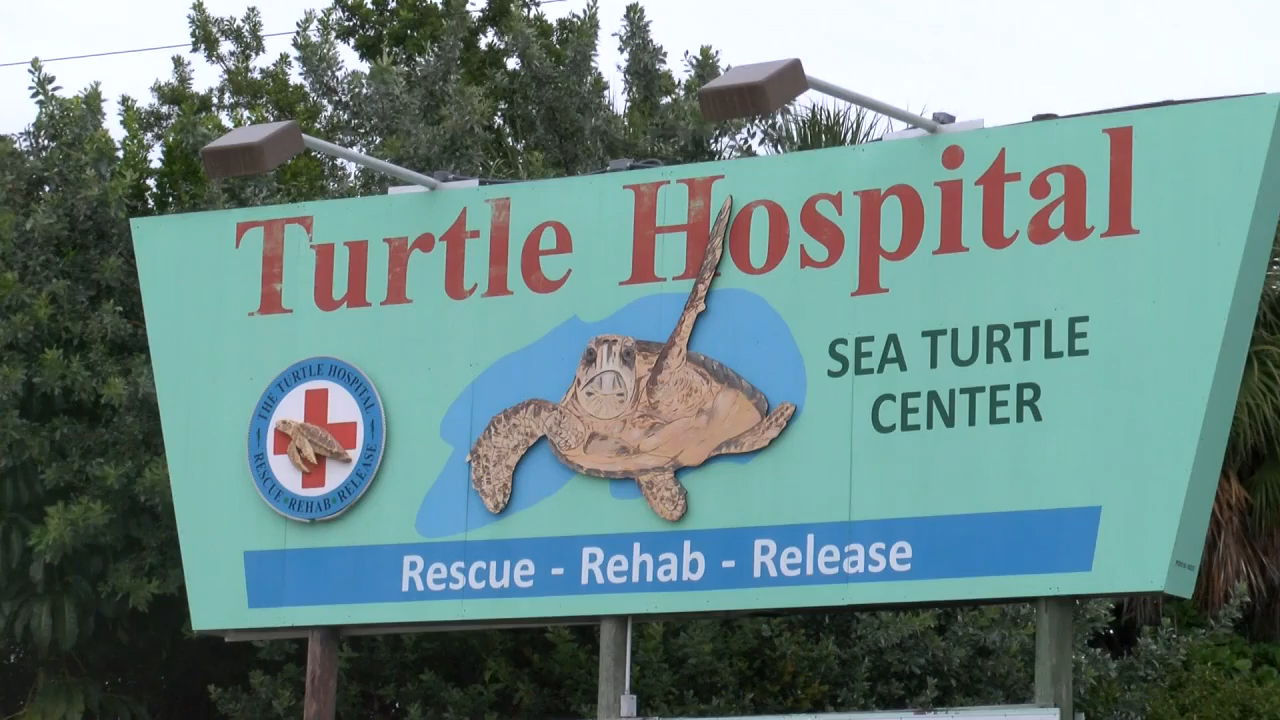 Turtle Hospital
SEA TURTLE
CENTER
THE TURTLE HOSPITAL
RESCUE • REHAB • RELEASE
Rescue - Rehab - Release